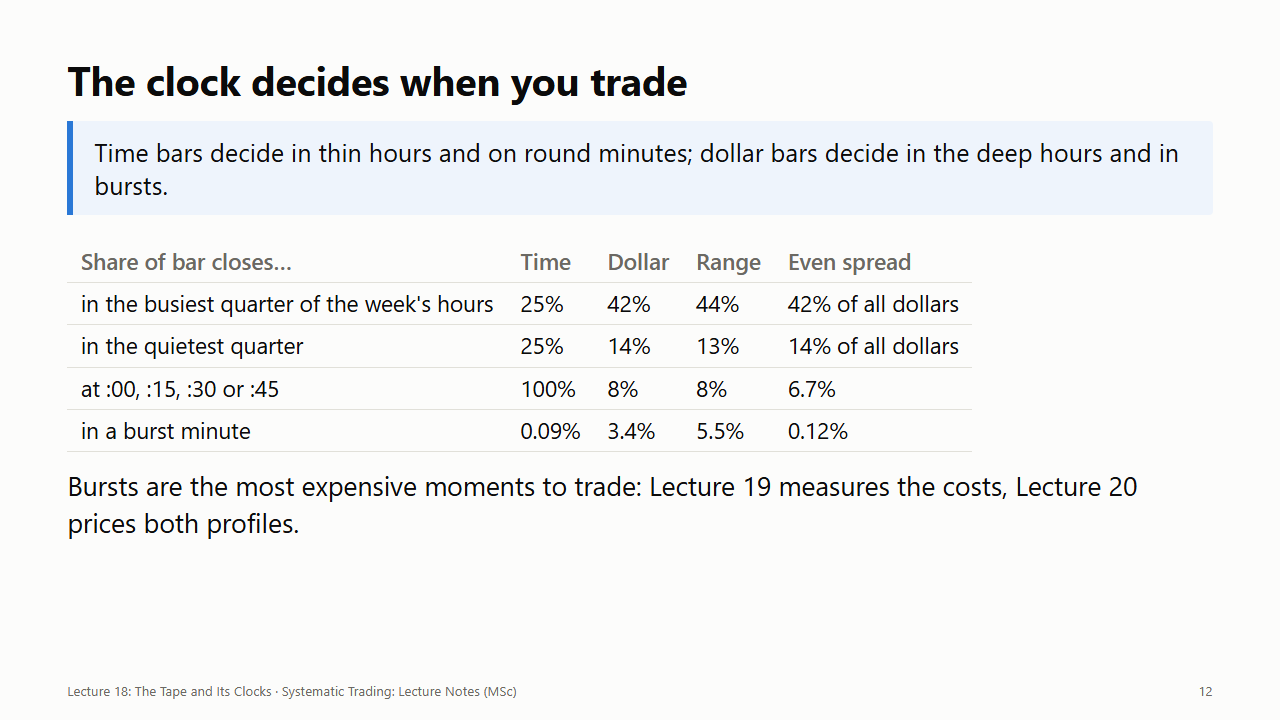 The clock decides when you trade
Time bars decide in thin hours and on round minutes; dollar bars decide in the deep hours and in
bursts.
Share of bar closes… Time Dollar Range Even spread
in the busiest quarter of the week's hours 25% 42% 44% 42% of all dollars
in the quietest quarter 25% 14% 13% 14% of all dollars
at :00, :15, :30 or :45 100% 8% 8% 6.7%
in a burst minute 0.09% 3.4% 5.5% 0.12%
Bursts are the most expensive moments to trade: Lecture 19 measures the costs, Lecture 20
prices both profiles.
Lecture 18: The Tape and Its Clocks · Systematic Trading: Lecture Notes (MSc) 12